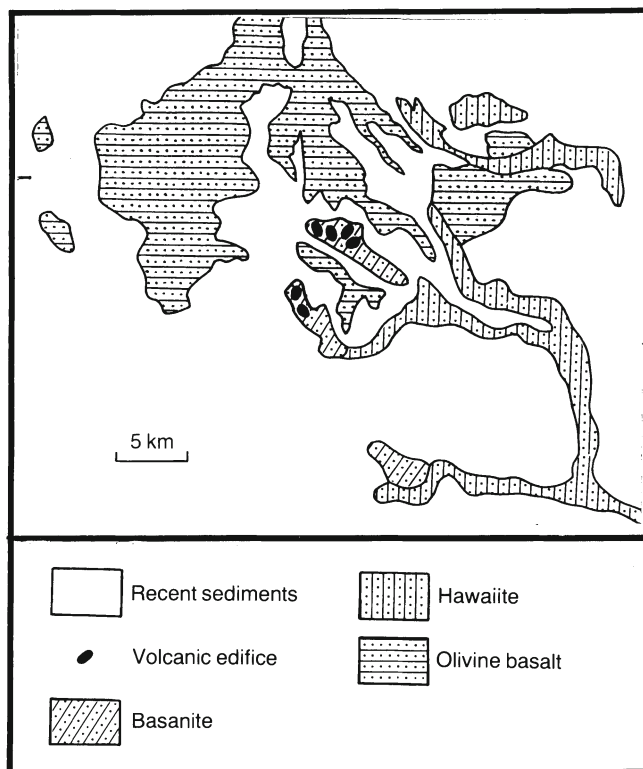 5 km
Recent sediments
Hawaiite
Volcanic edifice
Olivine basalt
Basanite